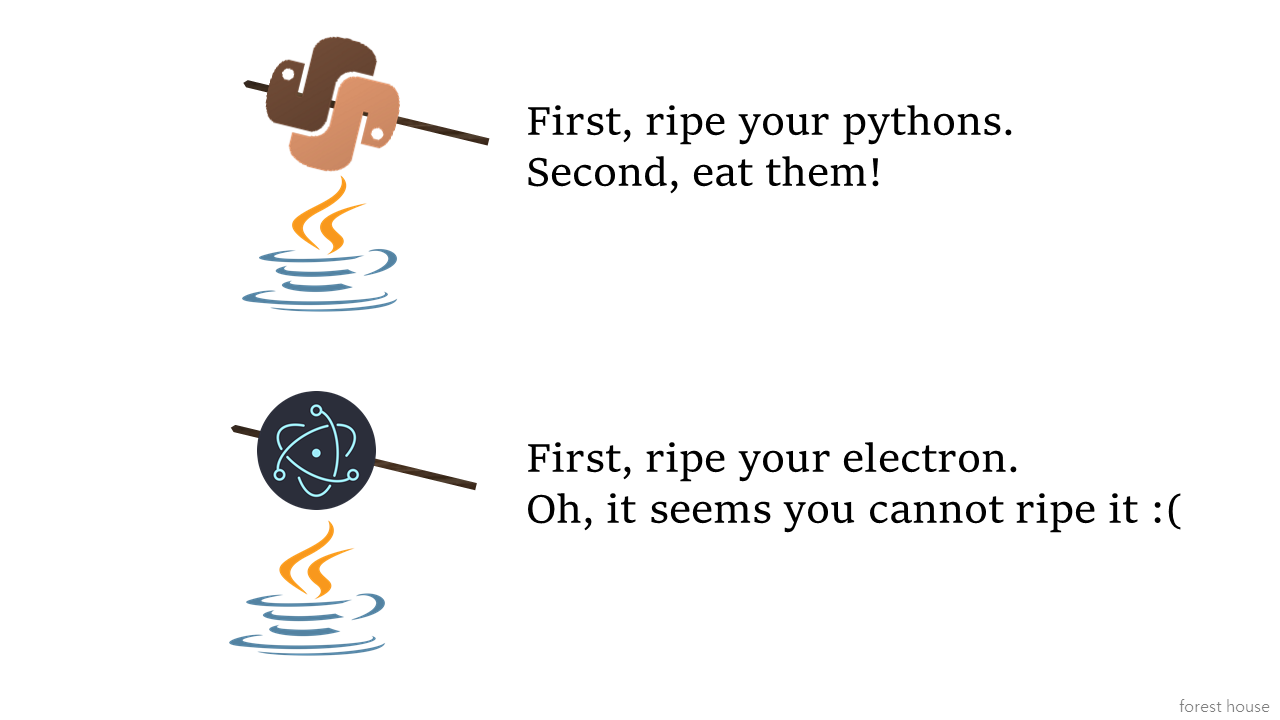 First, ripe your pythons.
Second, eat them!
First, ripe your electron.
Oh, it seems you cannot ripe it :(
forest house